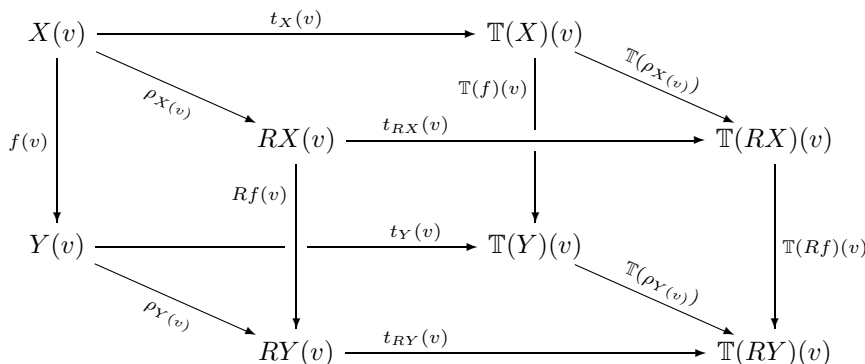 t_X(v)
X(v) 𝕋(X)(v)
𝕋(ρ_{X(v)})
ρ_{X(v)} 𝕋(f)(v)
f(v) t_{RX}(v)
RX(v) 𝕋(RX)(v)
Rf(v)
t_Y(v)
Y(v) 𝕋(Y)(v) 𝕋(Rf)(v)
ρ_{Y(v)} 𝕋(ρ_{Y(v)})
t_{RY}(v)
RY(v) 𝕋(RY)(v)